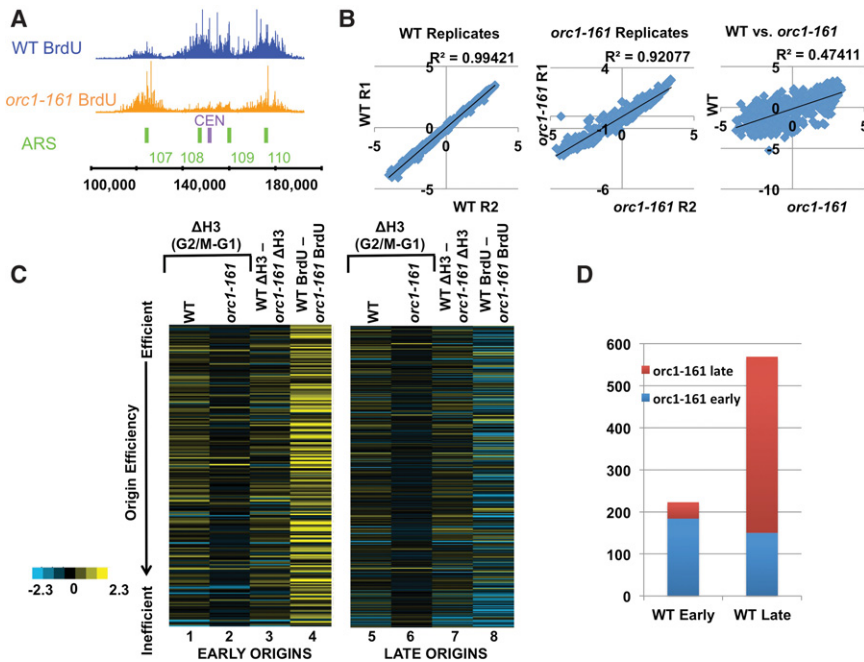 A
WT BrdU
orc1-161 BrdU
CEN
ARS
107 108 109 110
100,000 140,000 180,000
B
WT Replicates
R² = 0.99421
5
WT R1
-5 0 0 5
-5
WT R2
orc1-161 Replicates
R² = 0.92077
4
orc1-161 R1
-5 -1 0 5
-6
orc1-161 R2
WT vs. orc1-161
R² = 0.47411
5
WT
-5 0 0 5
-5
-10
orc1-161
C
ΔH3
(G2/M-G1)
WT
orc1-161
WT ΔH3 –
orc1-161 ΔH3
WT BrdU –
orc1-161 BrdU
ΔH3
(G2/M-G1)
WT
orc1-161
WT ΔH3 –
orc1-161 ΔH3
WT BrdU –
orc1-161 BrdU
Efficient
Origin Efficiency
Inefficient
-2.3 0 2.3
1 2 3 4
EARLY ORIGINS
5 6 7 8
LATE ORIGINS
D
600
500
400
300
200
100
0
orc1-161 late
orc1-161 early
WT Early WT Late